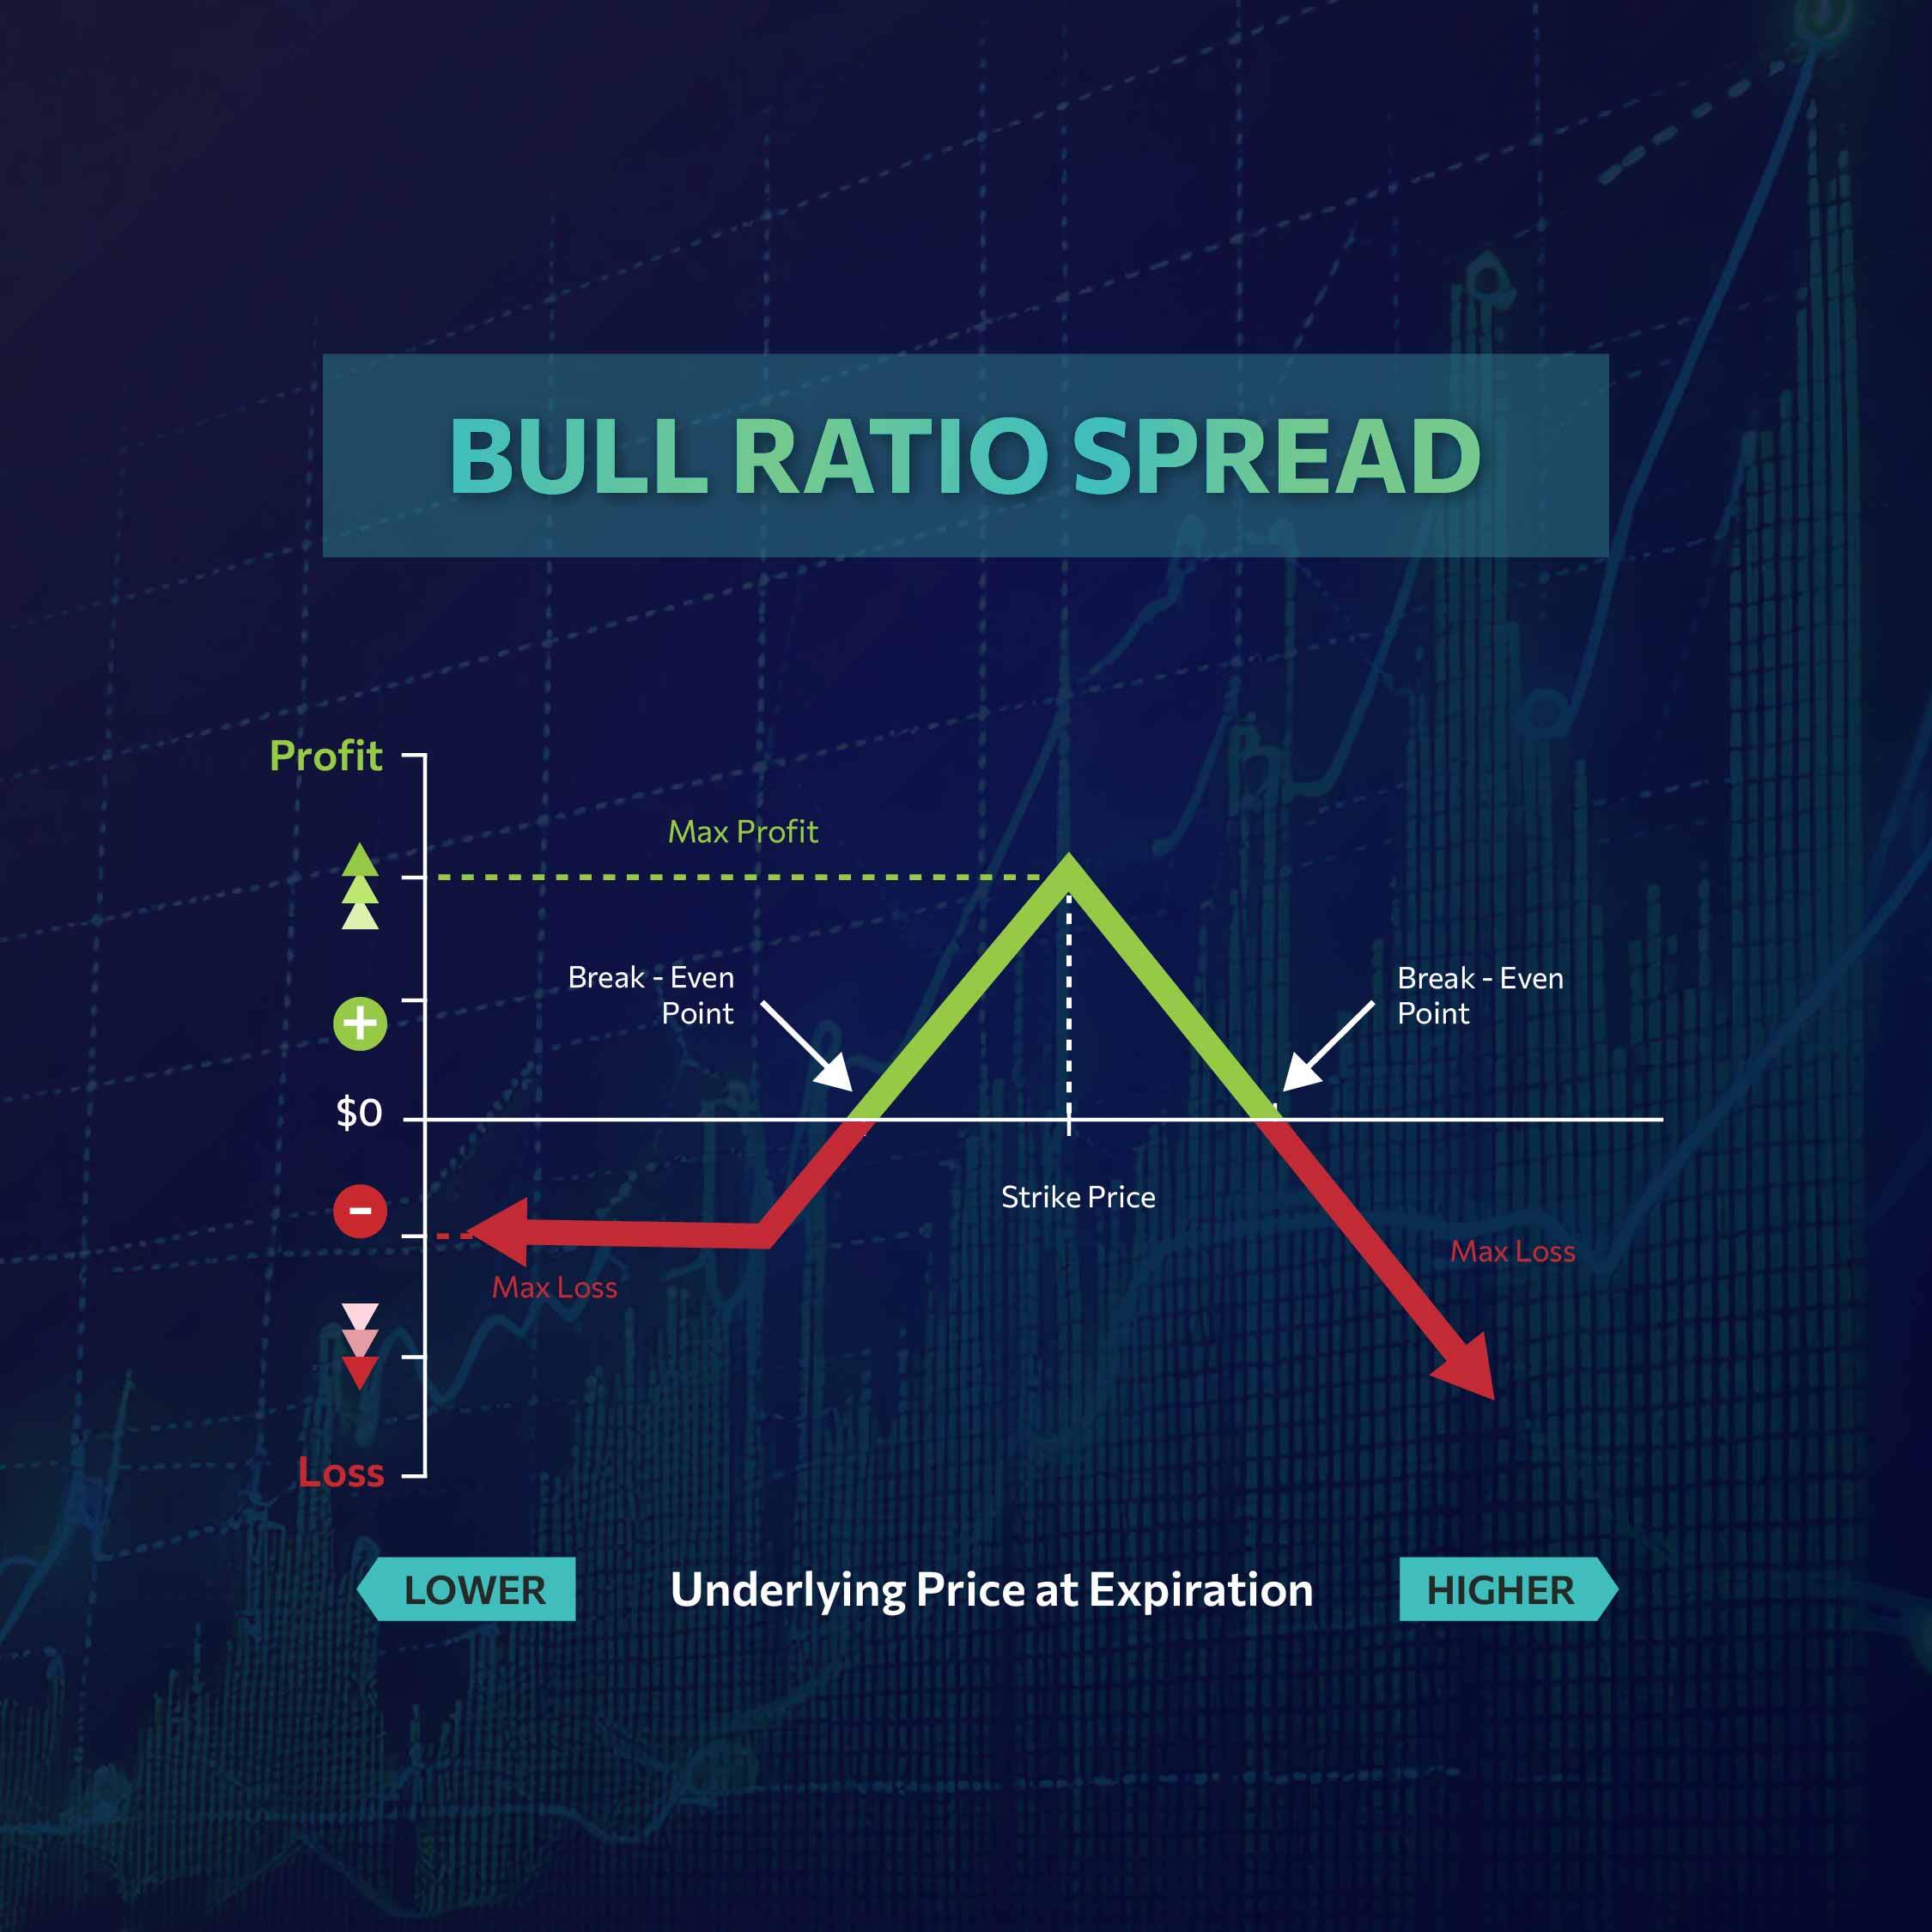 BULL RATIO SPREAD
Profit
Max Profit
Break - Even
Point
Break - Even
Point
+
$0
Strike Price
-
Max Loss
Max Loss
Loss
LOWER
Underlying Price at Expiration
HIGHER